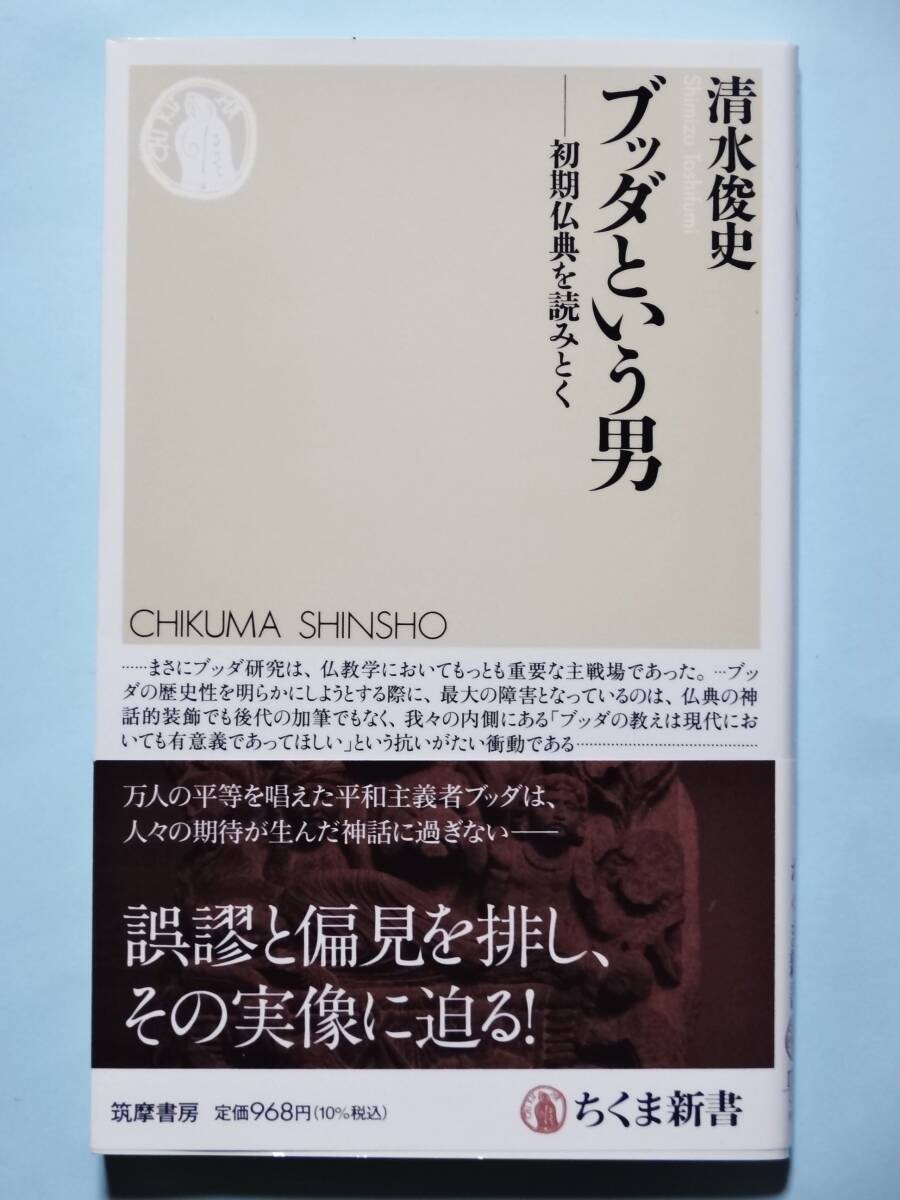 清水俊史
Shimizu Toshifumi
ブッダという男
──初期仏典を読みとく
CHIKUMA SHINSHO
……まさにブッダ研究は、仏教学においてもっとも重要な主戦場であった。…ブッ
ダの歴史性を明らかにしようとする際に、最大の障害となっているのは、仏典の神
話的装飾でも後代の加筆でもなく、我々の内側にある「ブッダの教えは現代にお
いても有意義であってほしい」という抗いがたい衝動である……………………
万人の平等を唱えた平和主義者ブッダは、
人々の期待が生んだ神話に過ぎない──
誤謬と偏見を排し、
その実像に迫る!
筑摩書房 定価968円(10%税込)
ちくま新書